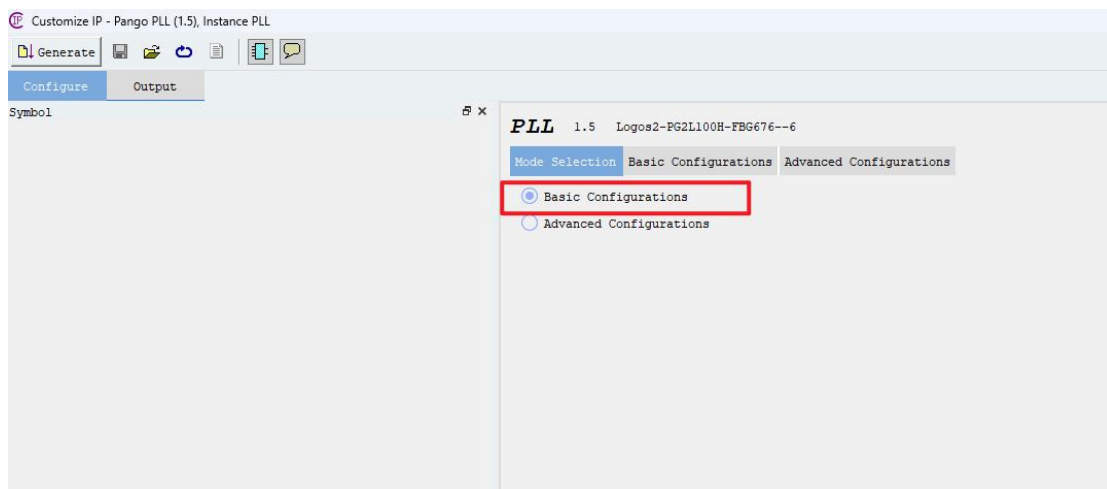 Customize IP - Pango PLL (1.5), Instance PLL
Generate
Configure Output
Symbol
PLL 1.5 Logos2-PG2L100H-FBG676--6
Mode Selection Basic Configurations Advanced Configurations
Basic Configurations
Advanced Configurations